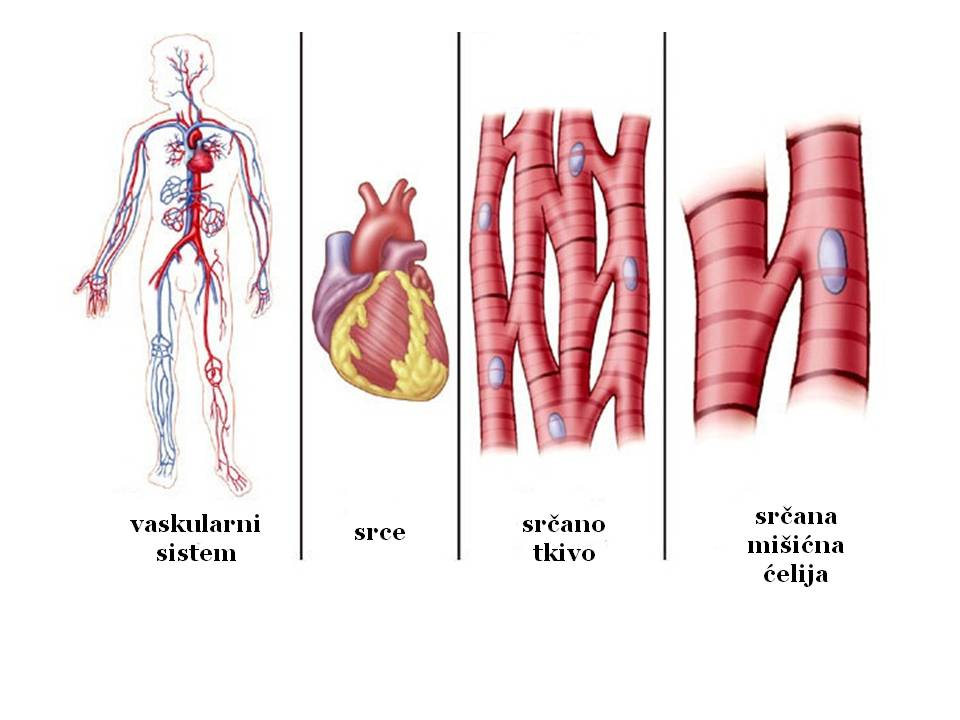 vaskularni
sistem
srce
srčano
tkivo
srčana
mišićna
ćelija